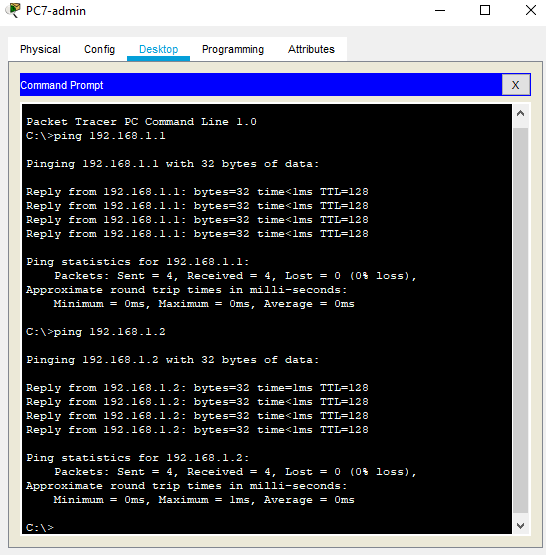 PC7-admin
Physical Config Desktop Programming Attributes
Command Prompt X
Packet Tracer PC Command Line 1.0
C:\>ping 192.168.1.1
Pinging 192.168.1.1 with 32 bytes of data:
Reply from 192.168.1.1: bytes=32 time<1ms TTL=128
Reply from 192.168.1.1: bytes=32 time<1ms TTL=128
Reply from 192.168.1.1: bytes=32 time<1ms TTL=128
Reply from 192.168.1.1: bytes=32 time<1ms TTL=128
Ping statistics for 192.168.1.1:
Packets: Sent = 4, Received = 4, Lost = 0 (0% loss),
Approximate round trip times in milli-seconds:
Minimum = 0ms, Maximum = 0ms, Average = 0ms
C:\>ping 192.168.1.2
Pinging 192.168.1.2 with 32 bytes of data:
Reply from 192.168.1.2: bytes=32 time=1ms TTL=128
Reply from 192.168.1.2: bytes=32 time<1ms TTL=128
Reply from 192.168.1.2: bytes=32 time<1ms TTL=128
Reply from 192.168.1.2: bytes=32 time<1ms TTL=128
Ping statistics for 192.168.1.2:
Packets: Sent = 4, Received = 4, Lost = 0 (0% loss),
Approximate round trip times in milli-seconds:
Minimum = 0ms, Maximum = 1ms, Average = 0ms
C:\>